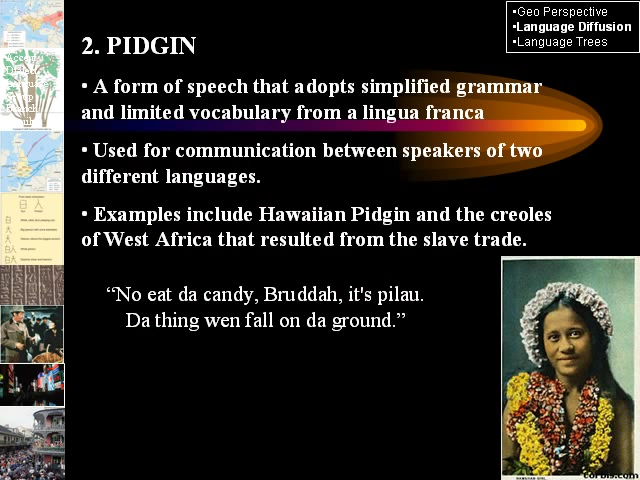 •Geo Perspective
•Language Diffusion
•Language Trees
2. PIDGIN
• A form of speech that adopts simplified grammar
and limited vocabulary from a lingua franca
• Used for communication between speakers of two
different languages.
• Examples include Hawaiian Pidgin and the creoles
of West Africa that resulted from the slave trade.
“No eat da candy, Bruddah, it's pilau.
Da thing wen fall on da ground.”
HAWAIIAN GIRL
corbis.com